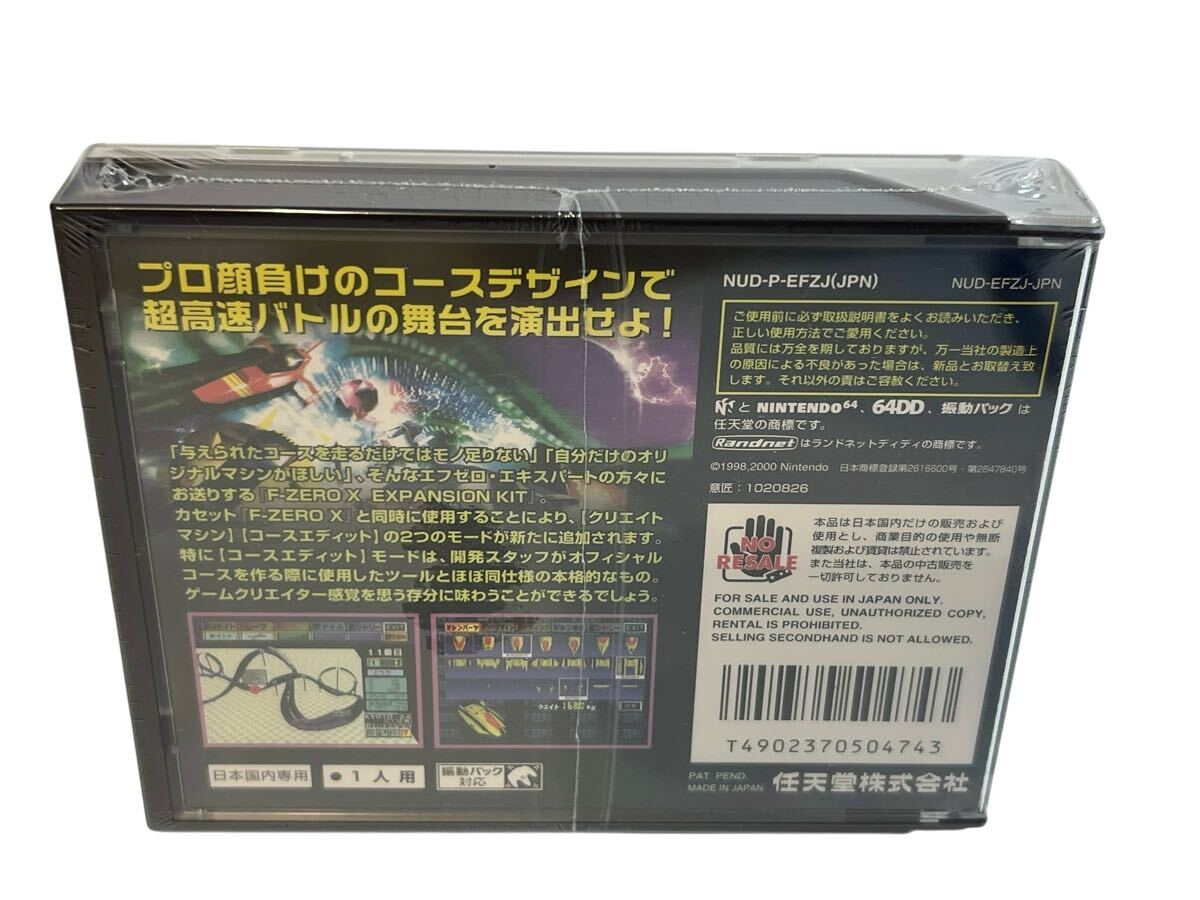 プロ顔負けのコースデザインで
超高速バトルの舞台を演出せよ！
「与えられたコースを走るだけではモノ足りない」「自分だけのオリ
ジナルマシンがほしい」、そんなエフゼロ・エキスパートの方々に
お送りする『F-ZERO X EXPANSION KIT』。
カセット『F-ZERO X』と同時に使用することにより、【クリエイト
マシン】【コースエディット】の2つのモードが新たに追加されます。
特に【コースエディット】モードは、開発スタッフがオフィシャル
コースを作る際に使用したツールとほぼ同仕様の本格的なもの。
ゲームクリエイター感覚を思う存分に味わうことができるでしょう。
EXIT
ポイント
EXIT
ウエイト 1680 kg
日本国内専用
●1人用
振動パック
対応
NUD-P-EFZJ(JPN)
NUD-EFZJ-JPN
ご使用前に必ず取扱説明書をよくお読みいただき、
正しい使用方法でご愛用ください。
品質には万全を期しておりますが、万一当社の製造上
の原因による不良があった場合は、新品とお取替え致
します。それ以外の責はご容赦ください。
と NINTENDO64、64DD、振動パック は
任天堂の商標です。
Randnet はランドネットディディの商標です。
©1998,2000 Nintendo 日本商標登録第2616600号・第2647840号
意匠：1020826
NO
RESALE
本品は日本国内だけの販売および
使用とし、商業目的の使用や無断
複製および賃貸は禁止されています。
また当社は、本品の中古販売を
一切許可しておりません。
FOR SALE AND USE IN JAPAN ONLY.
COMMERCIAL USE, UNAUTHORIZED COPY,
RENTAL IS PROHIBITED.
SELLING SECONDHAND IS NOT ALLOWED.
T4902370504743
PAT. PEND.
MADE IN JAPAN
任天堂株式会社